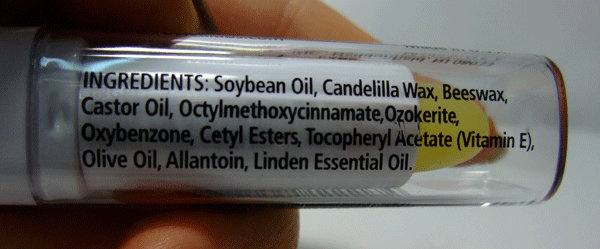 INGREDIENTS: Soybean Oil, Candelilla Wax, Beeswax,
Castor Oil, Octylmethoxycinnamate,Ozokerite,
Oxybenzone, Cetyl Esters, Tocopheryl Acetate (Vitamin E),
Olive Oil, Allantoin, Linden Essential Oil.